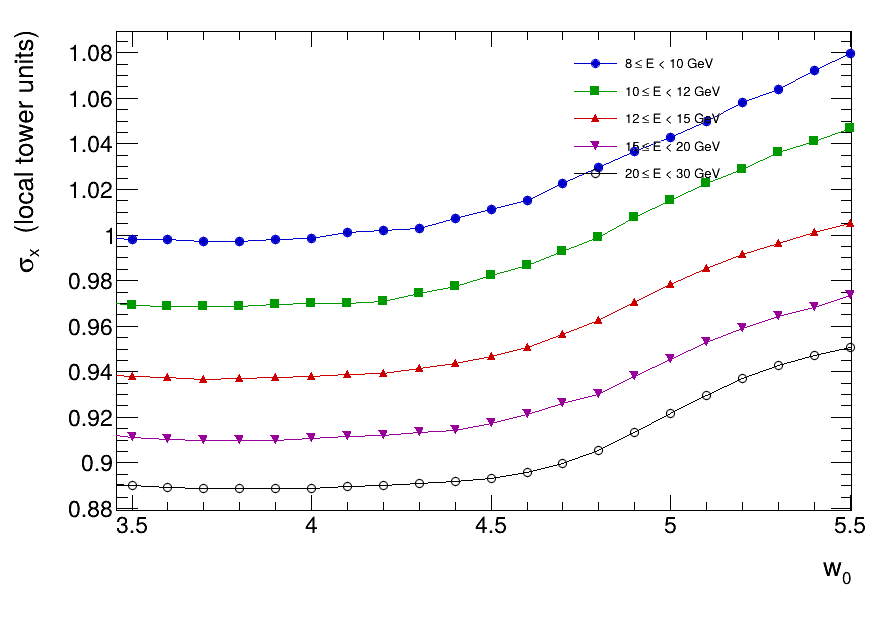 σx (local tower units)
1.08
1.06
1.04
1.02
1
0.98
0.96
0.94
0.92
0.9
0.88
8 ≤ E < 10 GeV
10 ≤ E < 12 GeV
12 ≤ E < 15 GeV
15 ≤ E < 20 GeV
20 ≤ E < 30 GeV
3.5 4 4.5 5 5.5
w0